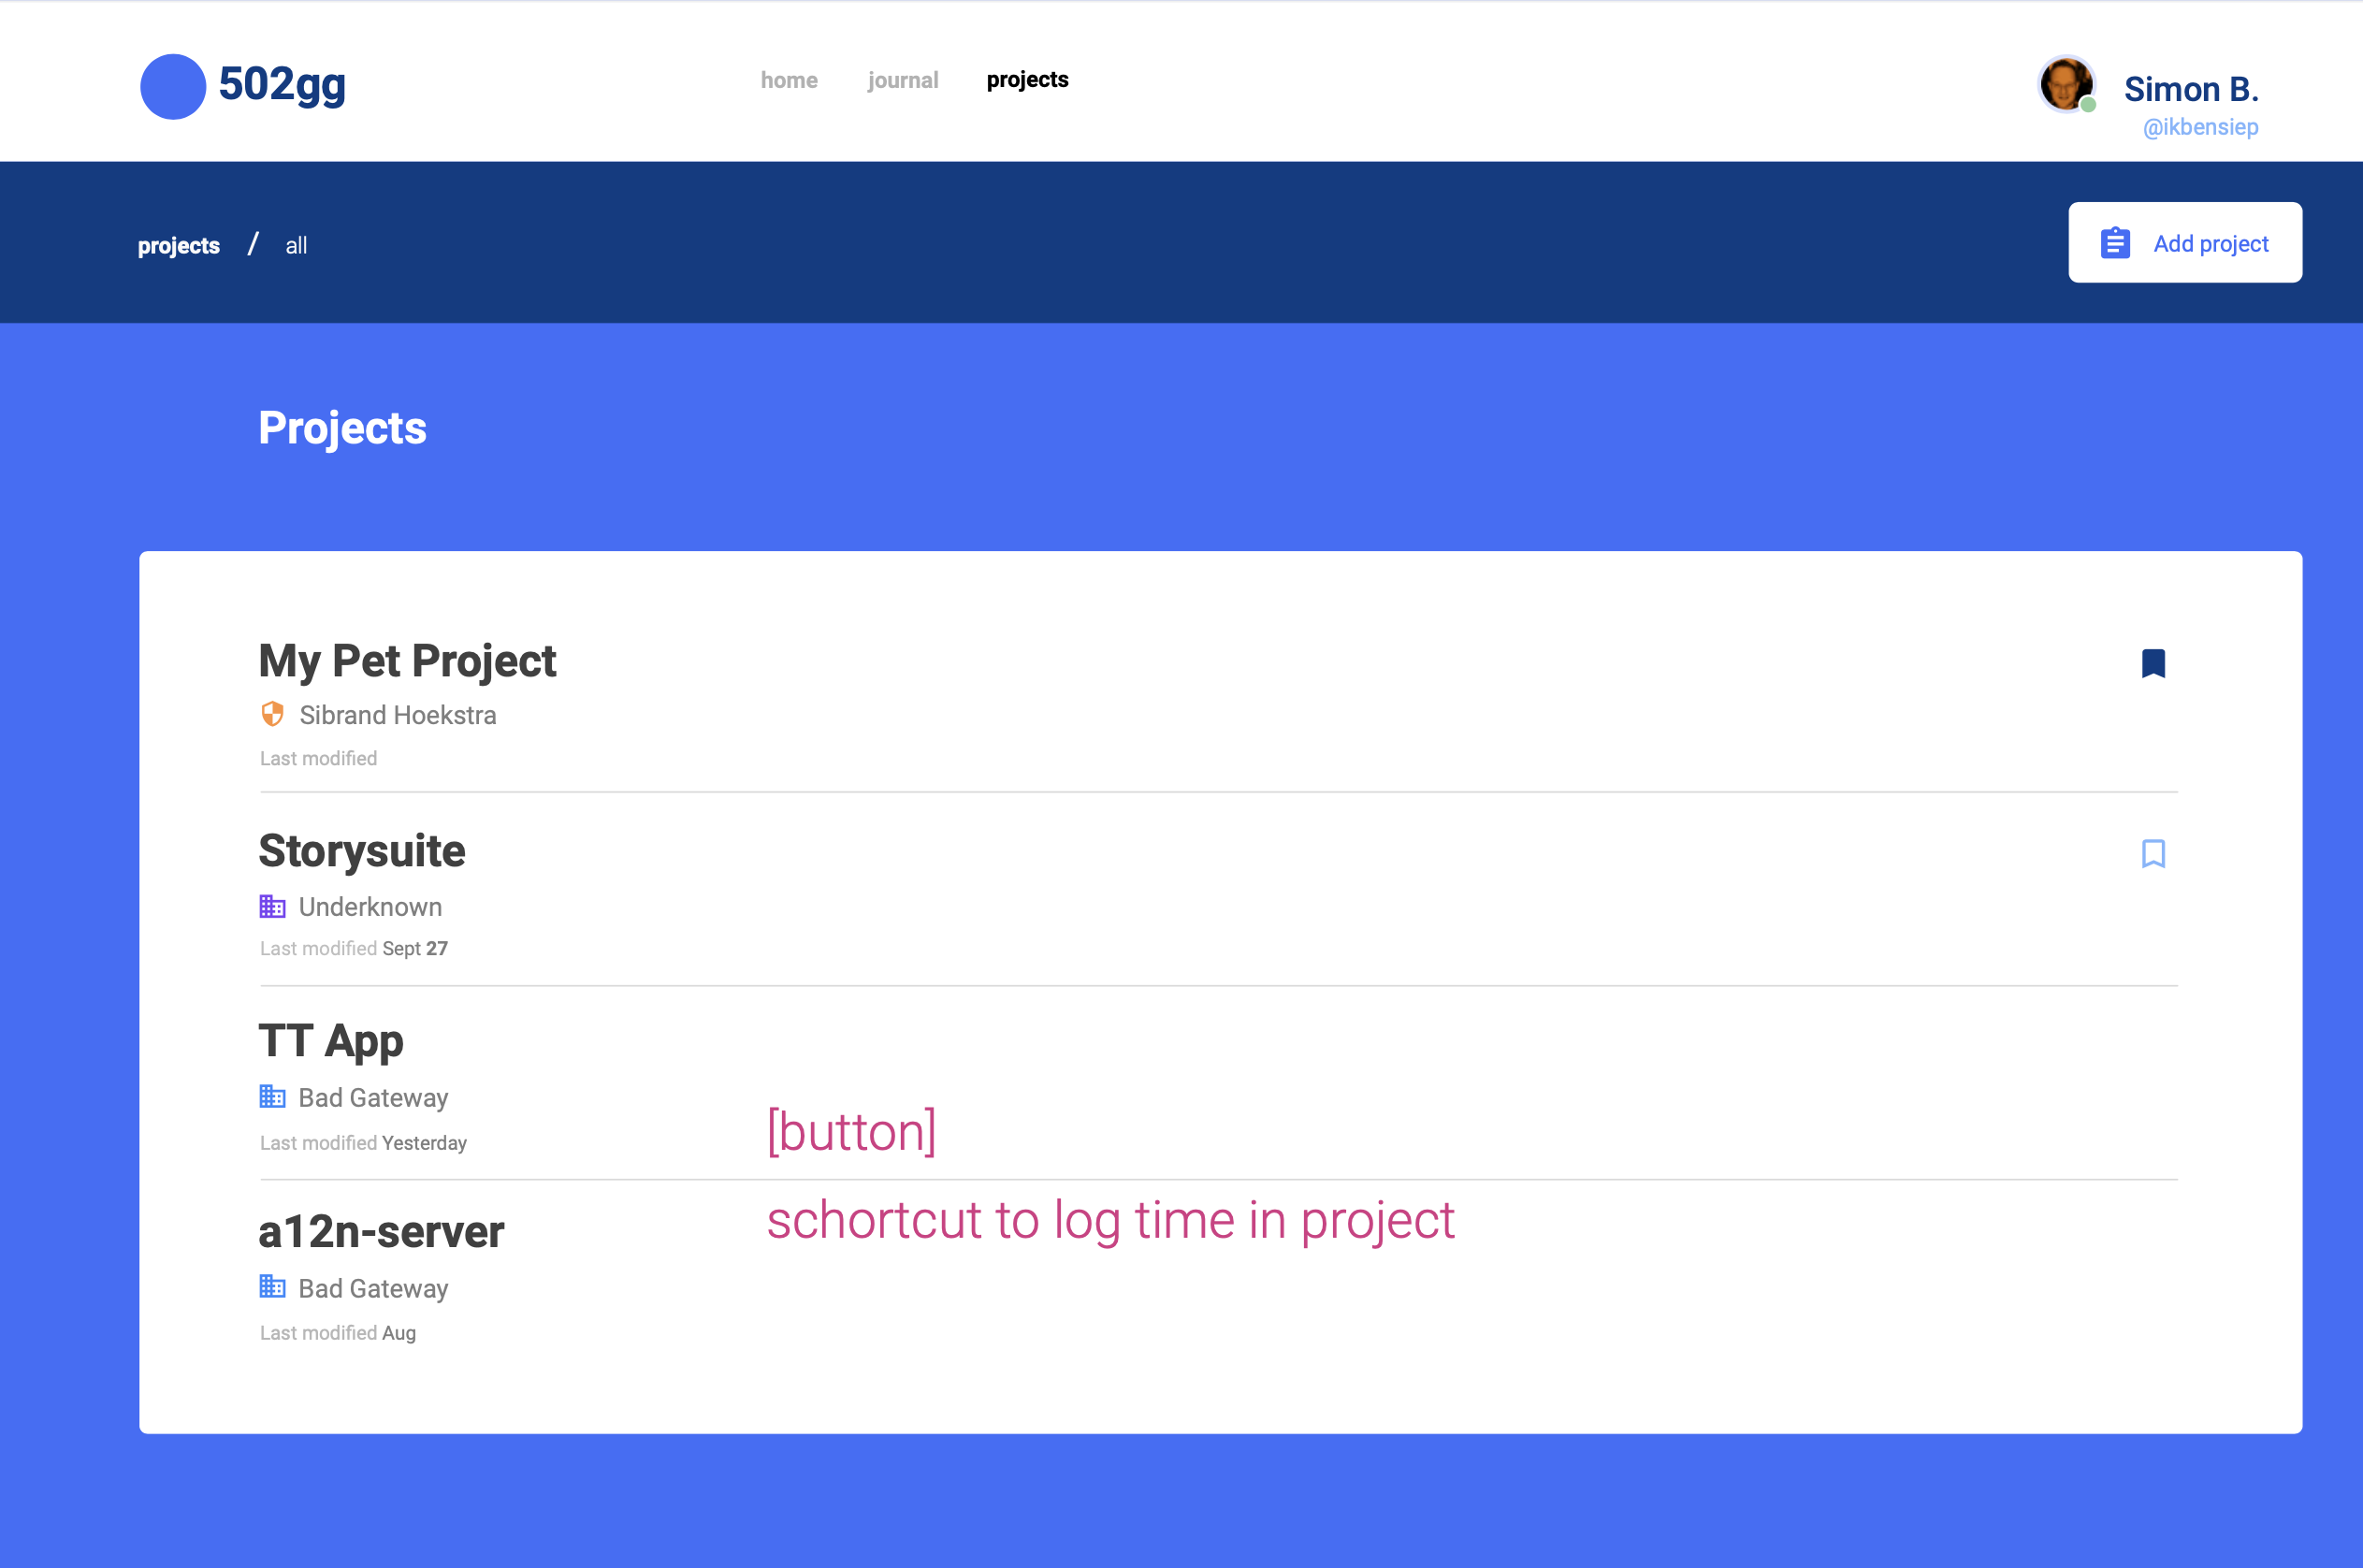 502gg
home journal projects
Simon B.
@ikbensiep
projects / all
Add project
Projects
My Pet Project
Sibrand Hoekstra
Last modified
Storysuite
Underknown
Last modified Sept 27
TT App
Bad Gateway
Last modified Yesterday
[button]
schortcut to log time in project
a12n-server
Bad Gateway
Last modified Aug